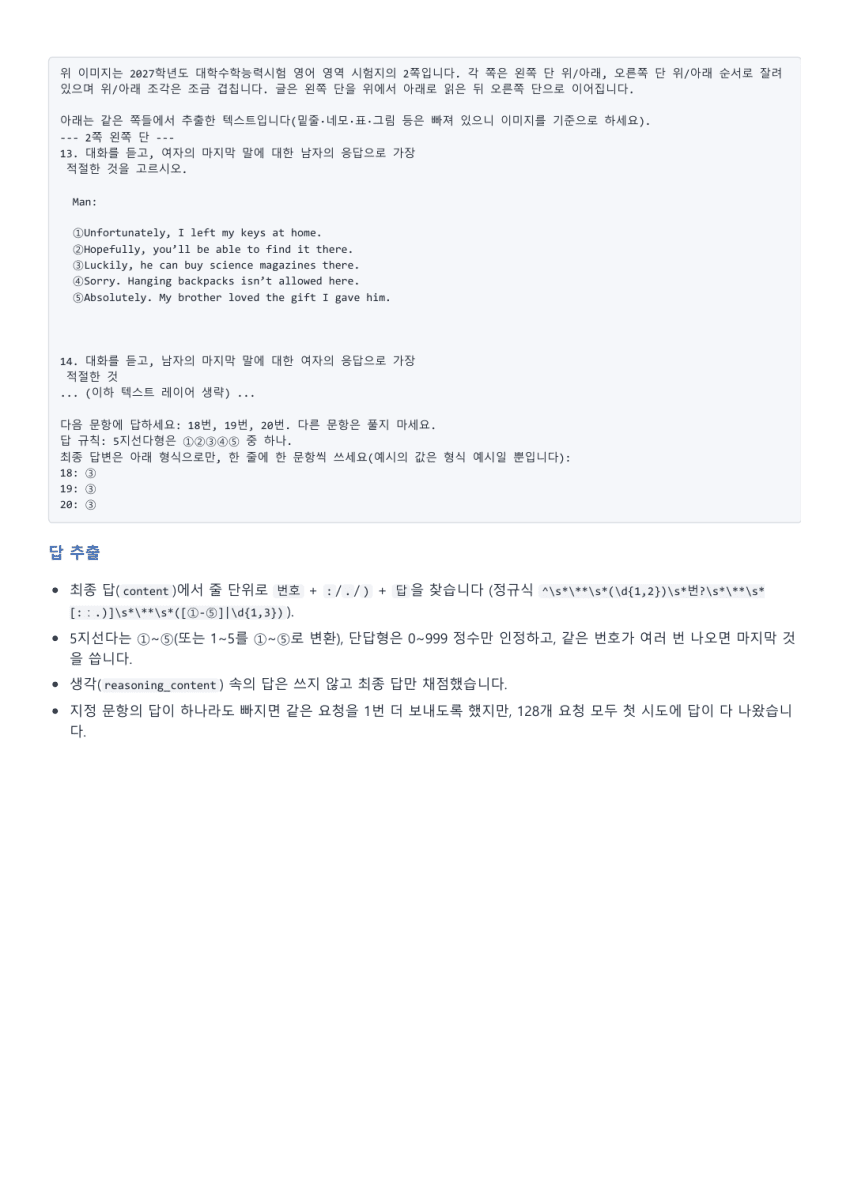 위 이미지는 2027학년도 대학수학능력시험 영어 영역 시험지의 2쪽입니다. 각 쪽은 왼쪽 단 위/아래, 오른쪽 단 위/아래 순서로 잘려
있으며 위/아래 조각은 조금 겹칩니다. 글은 왼쪽 단을 위에서 아래로 읽은 뒤 오른쪽 단으로 이어집니다.
아래는 같은 쪽들에서 추출한 텍스트입니다(밑줄·네모·표·그림 등은 빠져 있으니 이미지를 기준으로 하세요).
--- 2쪽 왼쪽 단 ---
13. 대화를 듣고, 여자의 마지막 말에 대한 남자의 응답으로 가장
적절한 것을 고르시오.
Man:
①Unfortunately, I left my keys at home.
②Hopefully, you’ll be able to find it there.
③Luckily, he can buy science magazines there.
④Sorry. Hanging backpacks isn’t allowed here.
⑤Absolutely. My brother loved the gift I gave him.
14. 대화를 듣고, 남자의 마지막 말에 대한 여자의 응답으로 가장
적절한 것
... (이하 텍스트 레이어 생략) ...
다음 문항에 답하세요: 18번, 19번, 20번. 다른 문항은 풀지 마세요.
답 규칙: 5지선다형은 ①②③④⑤ 중 하나.
최종 답변은 아래 형식으로만, 한 줄에 한 문항씩 쓰세요(예시의 값은 형식 예시일 뿐입니다):
18: ③
19: ③
20: ③
답 추출
• 최종 답( content )에서 줄 단위로 번호 + : / . / ) + 답 을 찾습니다 (정규식 ^\s*\**\s*(\d{1,2})\s*번?\s*\**\s*
[:：.)]\s*\**\s*([①-⑤]|\d{1,3}) ).
• 5지선다는 ①~⑤(또는 1~5를 ①~⑤로 변환), 단답형은 0~999 정수만 인정하고, 같은 번호가 여러 번 나오면 마지막 것
을 씁니다.
• 생각( reasoning_content ) 속의 답은 쓰지 않고 최종 답만 채점했습니다.
• 지정 문항의 답이 하나라도 빠지면 같은 요청을 1번 더 보내도록 했지만, 128개 요청 모두 첫 시도에 답이 다 나왔습니
다.